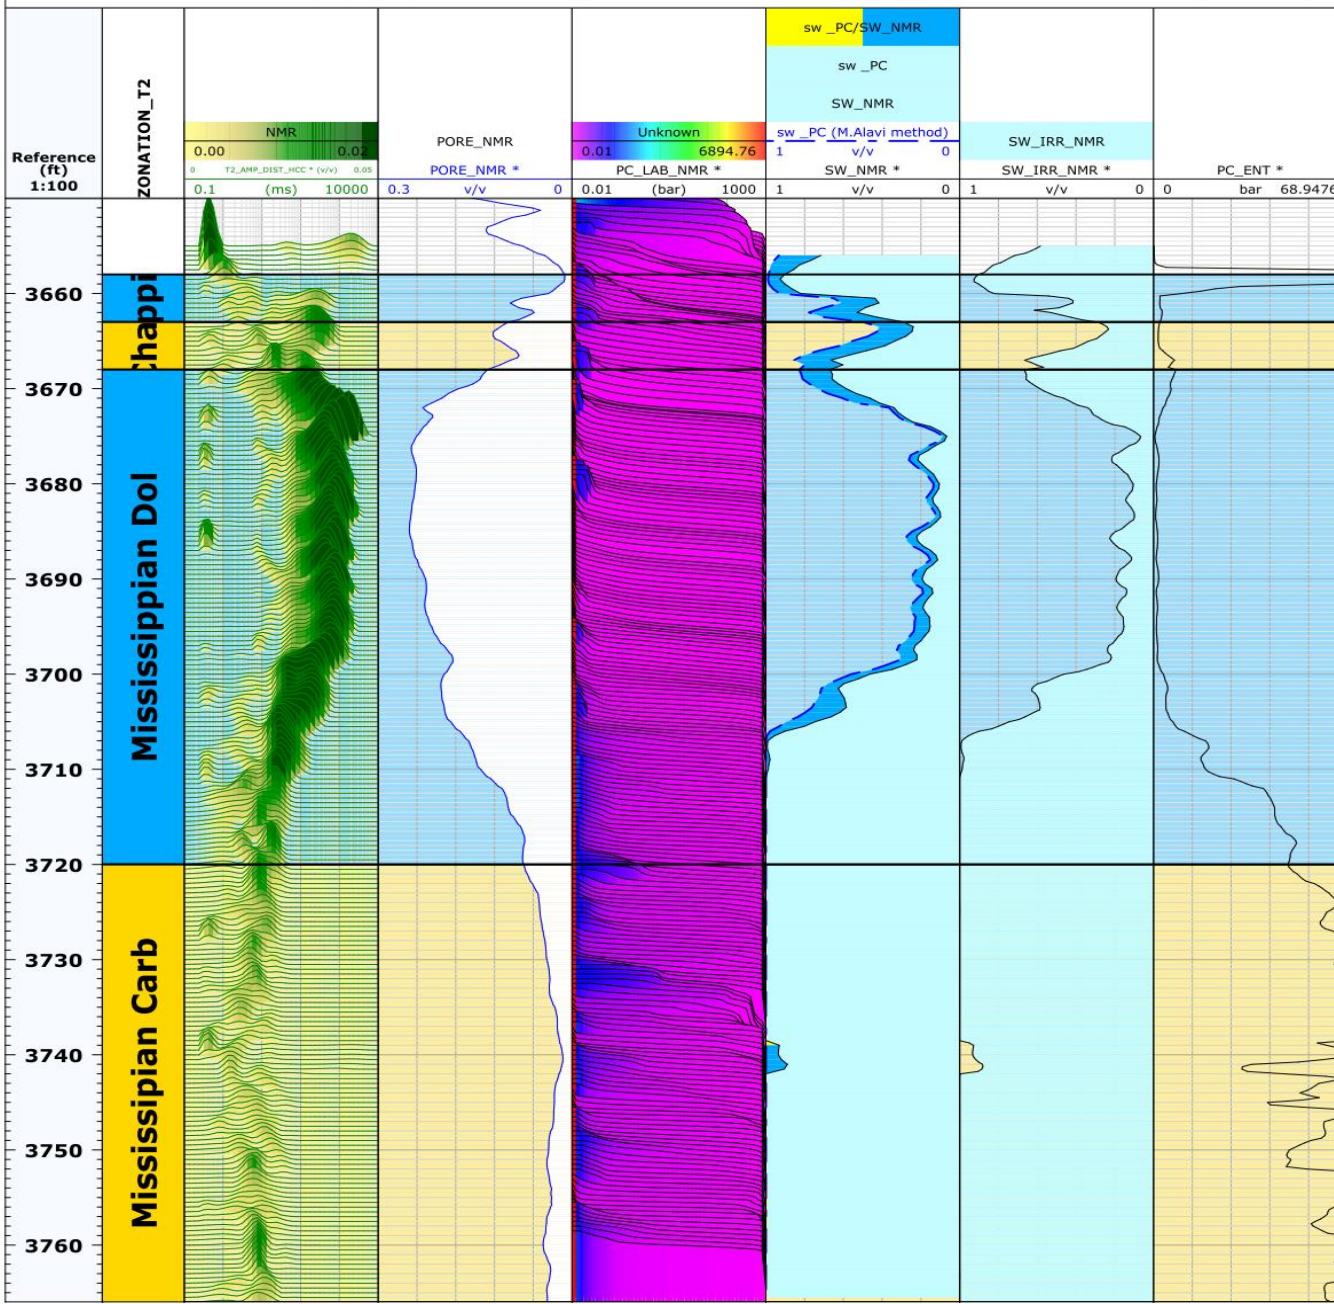 sw _PC/SW_NMR
sw _PC
SW_NMR
ZONATION_T2
NMR
0.00 0.02
PORE_NMR
Unknown
0.01 6894.76
sw _PC (M.Alavi method)
1 v/v 0
SW_IRR_NMR
Reference
(ft)
1:100
0 T2_AMP_DIST_HCC * (v/v) 0.05
0.1 (ms) 10000
PORE_NMR *
0.3 v/v 0
PC_LAB_NMR *
0.01 (bar) 1000
SW_NMR *
1 v/v 0
SW_IRR_NMR *
1 v/v 0
PC_ENT *
0 bar 68.9476
3660
Chappi
3670
3680
Mississippian Dol
3690
3700
3710
3720
3730
Mississipian Carb
3740
3750
3760